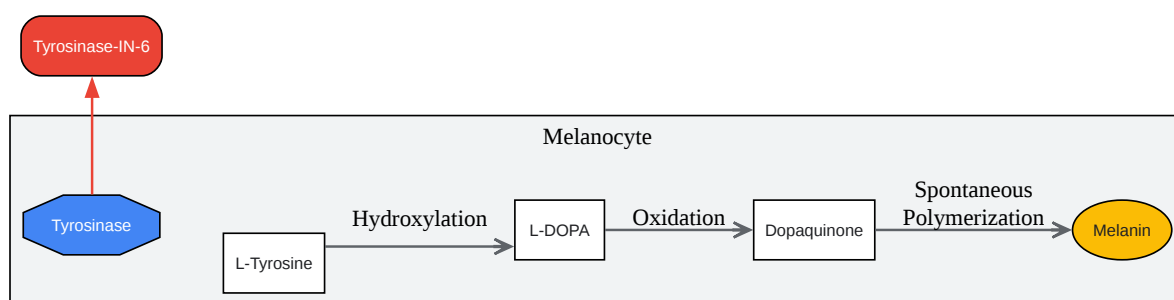 Tyrosinase-IN-6
Melanocyte
Tyrosinase
L-Tyrosine
Hydroxylation
L-DOPA
Oxidation
Dopaquinone
Spontaneous
Polymerization
Melanin